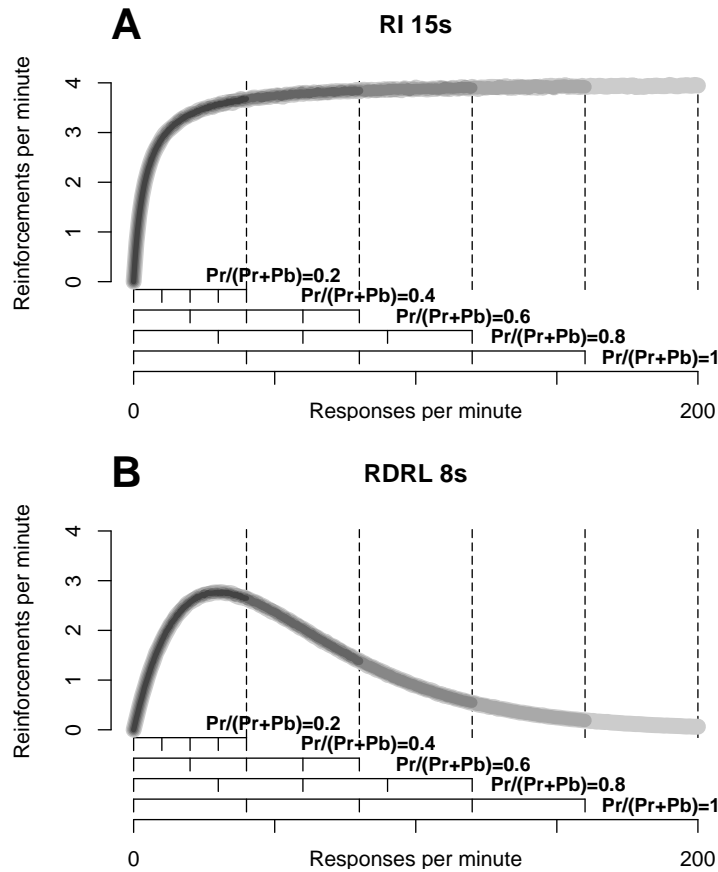 A
RI 15s
Reinforcements per minute
4
3
2
1
0
Pr/(Pr+Pb)=0.2
Pr/(Pr+Pb)=0.4
Pr/(Pr+Pb)=0.6
Pr/(Pr+Pb)=0.8
Pr/(Pr+Pb)=1
0
Responses per minute
200
B
RDRL 8s
Reinforcements per minute
4
3
2
1
0
Pr/(Pr+Pb)=0.2
Pr/(Pr+Pb)=0.4
Pr/(Pr+Pb)=0.6
Pr/(Pr+Pb)=0.8
Pr/(Pr+Pb)=1
0
Responses per minute
200